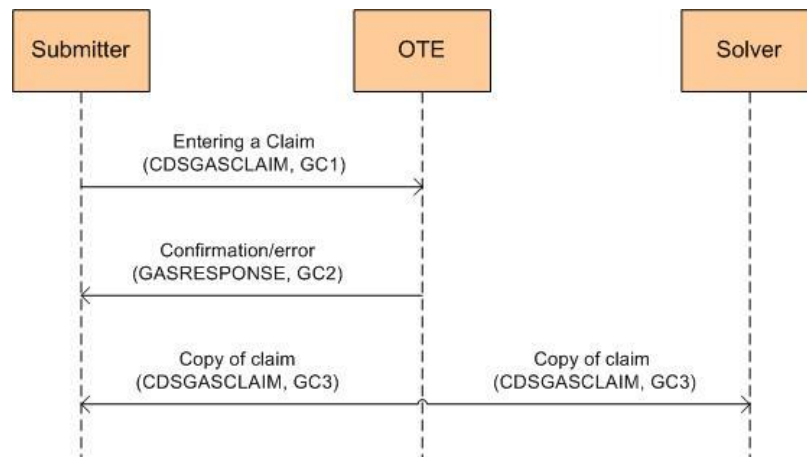 Submitter
OTE
Solver
Entering a Claim
(CDSGASCLAIM, GC1)
Confirmation/error
(GASRESPONSE, GC2)
Copy of claim
(CDSGASCLAIM, GC3)
Copy of claim
(CDSGASCLAIM, GC3)